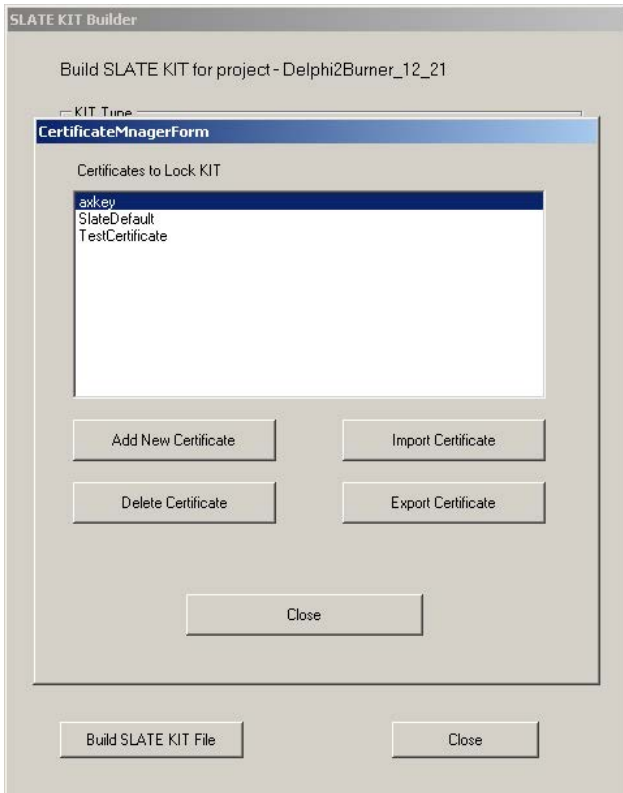 SLATE KIT Builder
Build SLATE KIT for project - Delphi2Burner_12_21
KIT Type
CertificateMnagerForm
Certificates to Lock KIT
axkey
SlateDefault
TestCertificate
Add New Certificate
Import Certificate
Delete Certificate
Export Certificate
Close
Build SLATE KIT File
Close